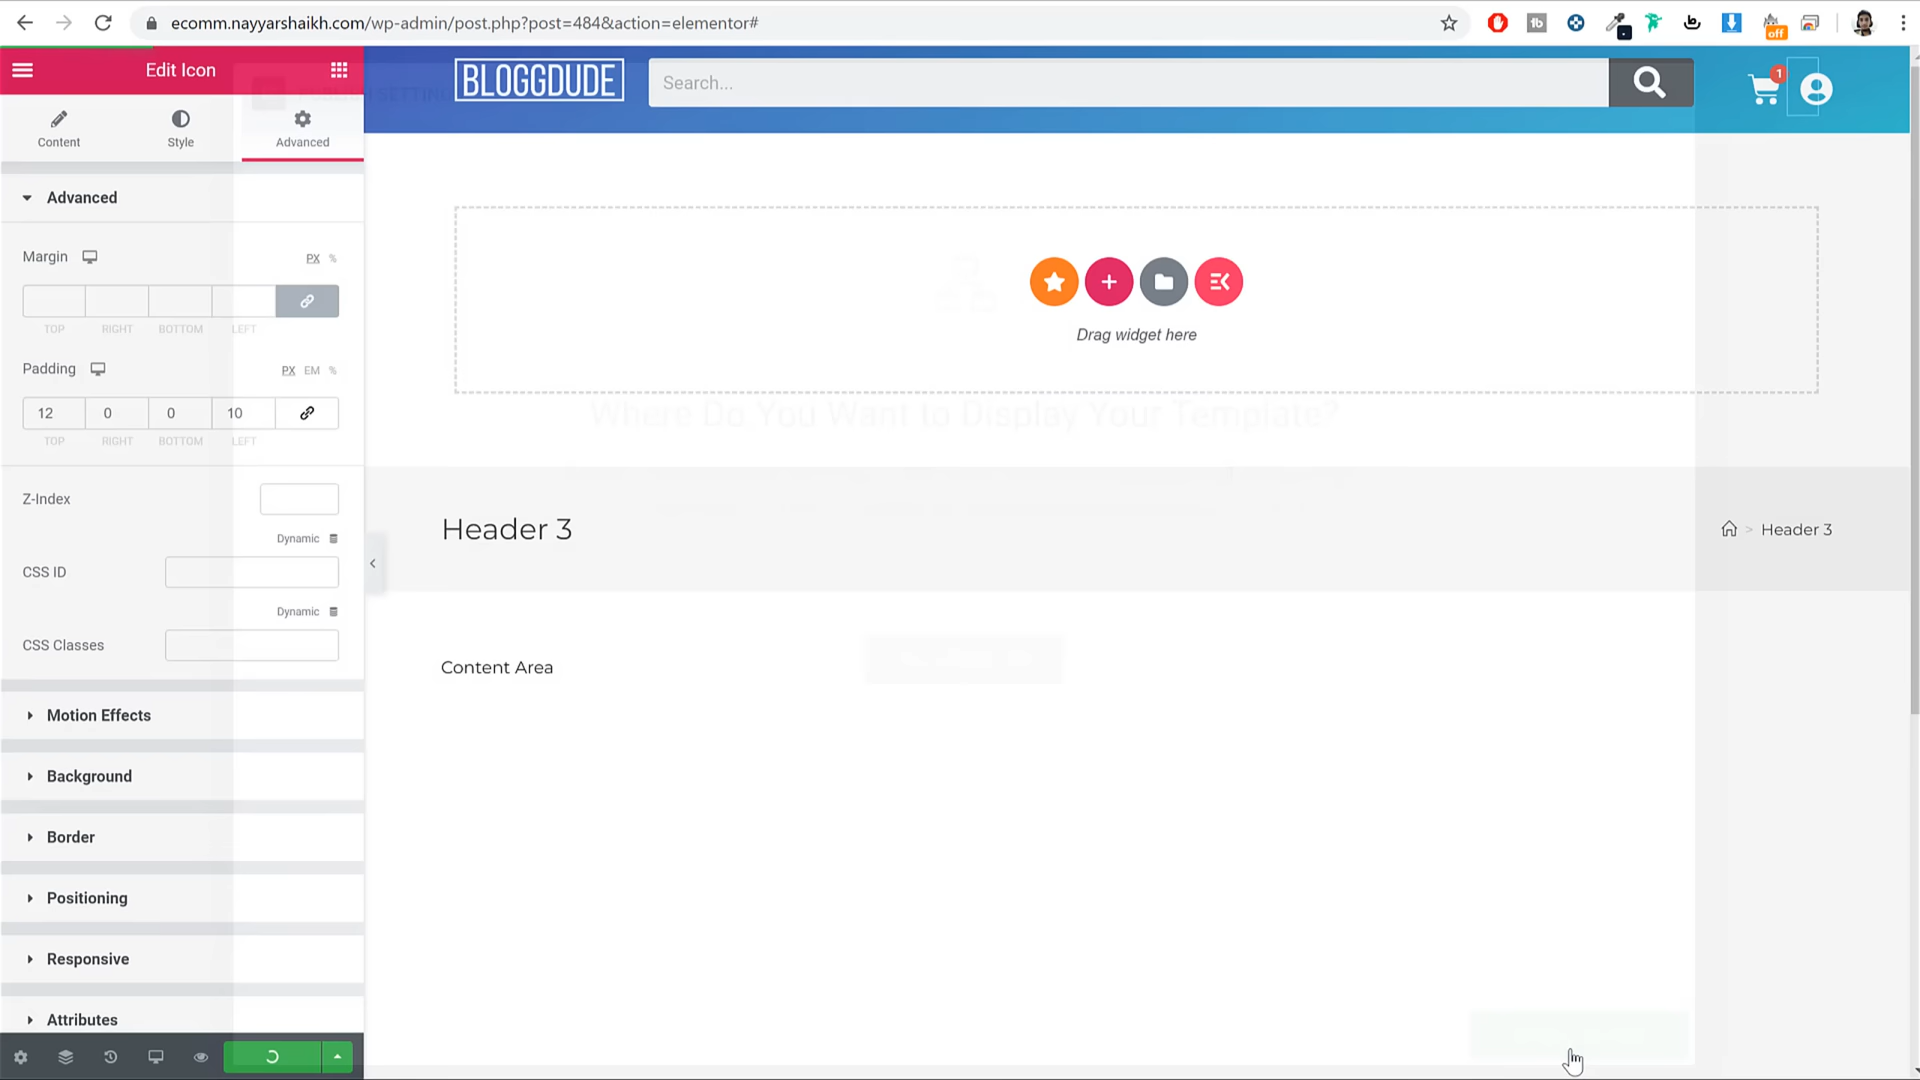 ecomm.nayyarshaikh.com/wp-admin/post.php?post=484&action=elementor#
off
Edit Icon
BLOGGDUDE
Search...
1
Content
Style
Advanced
Advanced
Margin
PX %
TOP RIGHT BOTTOM LEFT
Padding
PX EM %
12 0 0 10
TOP RIGHT BOTTOM LEFT
Z-Index
Dynamic
CSS ID
Dynamic
CSS Classes
Motion Effects
Background
Border
Positioning
Responsive
Attributes
Drag widget here
Where Do You Want to Display Your Template?
Header 3
> Header 3
Content Area